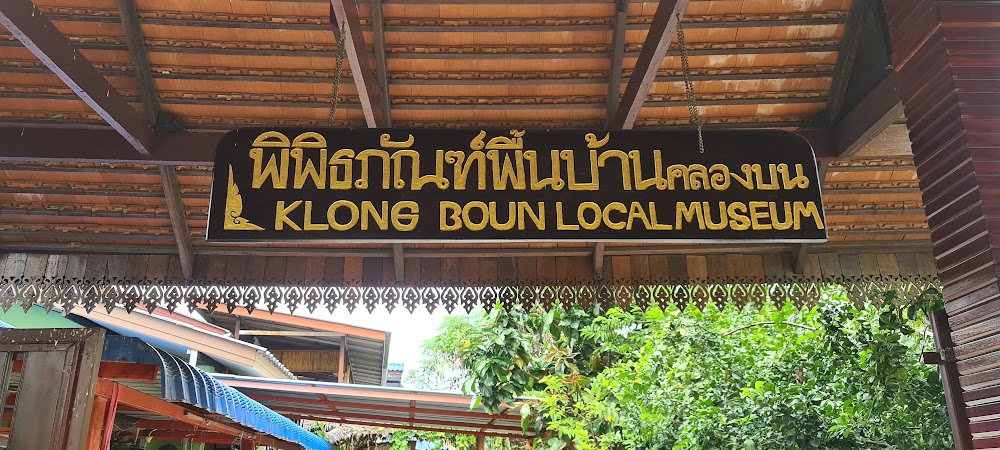 พิพิธภัณฑ์พื้นบ้านคลองบน
KLONG BOUN LOCAL MUSEUM